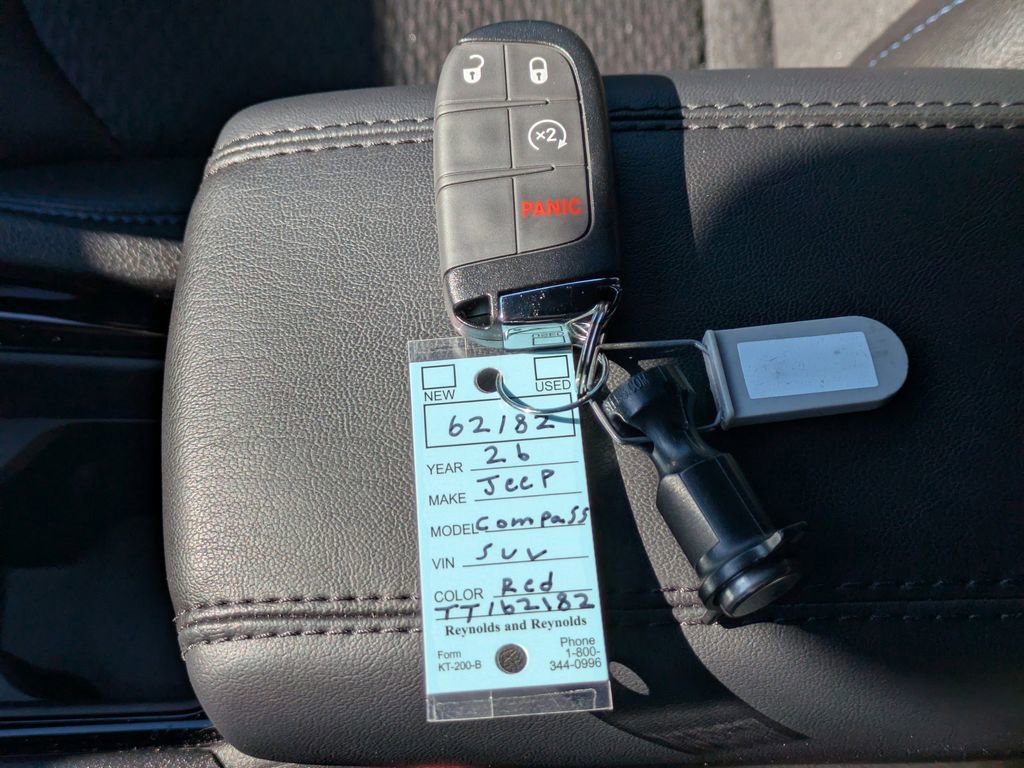 x2
PANIC
NEW USED
62182
YEAR 26
MAKE Jeep
MODEL Compass
VIN SUV
COLOR Red
TT162182
Reynolds and Reynolds
Form
KT-200-B
Phone
1-800-
344-0996